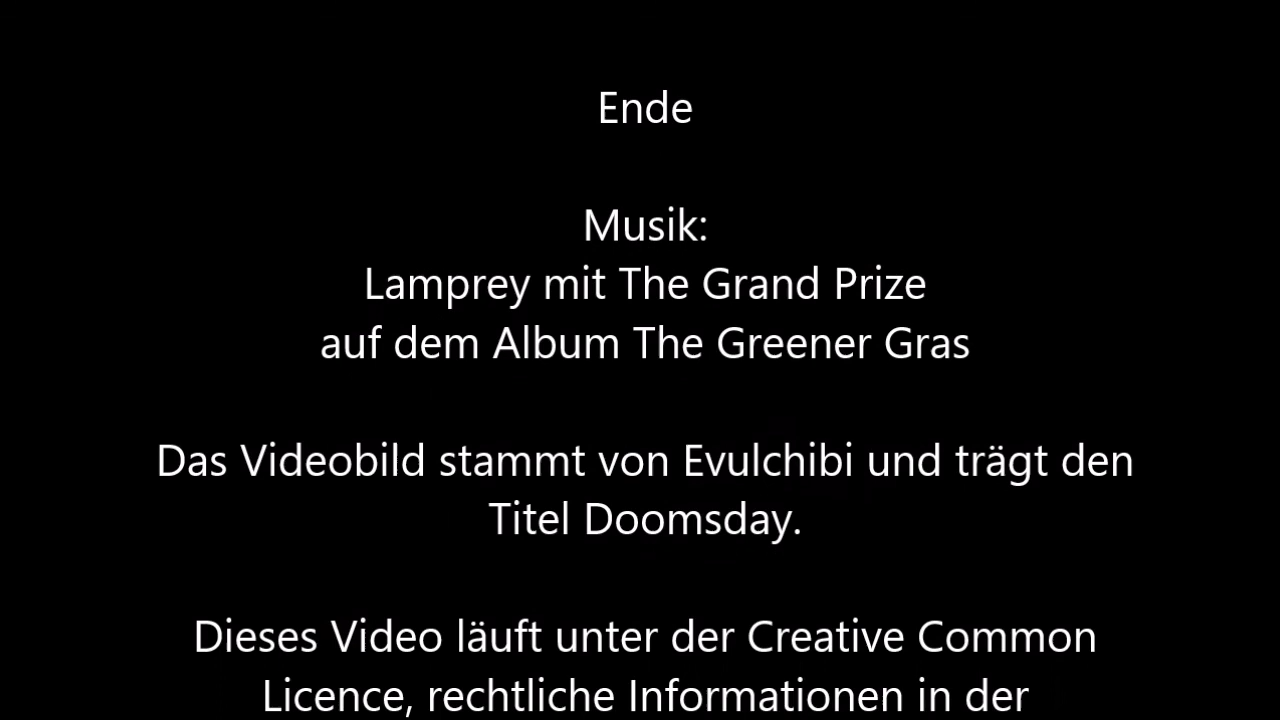 Ende
Musik:
Lamprey mit The Grand Prize
auf dem Album The Greener Gras
Das Videobild stammt von Evulchibi und trägt den
Titel Doomsday.
Dieses Video läuft unter der Creative Common
Licence, rechtliche Informationen in der